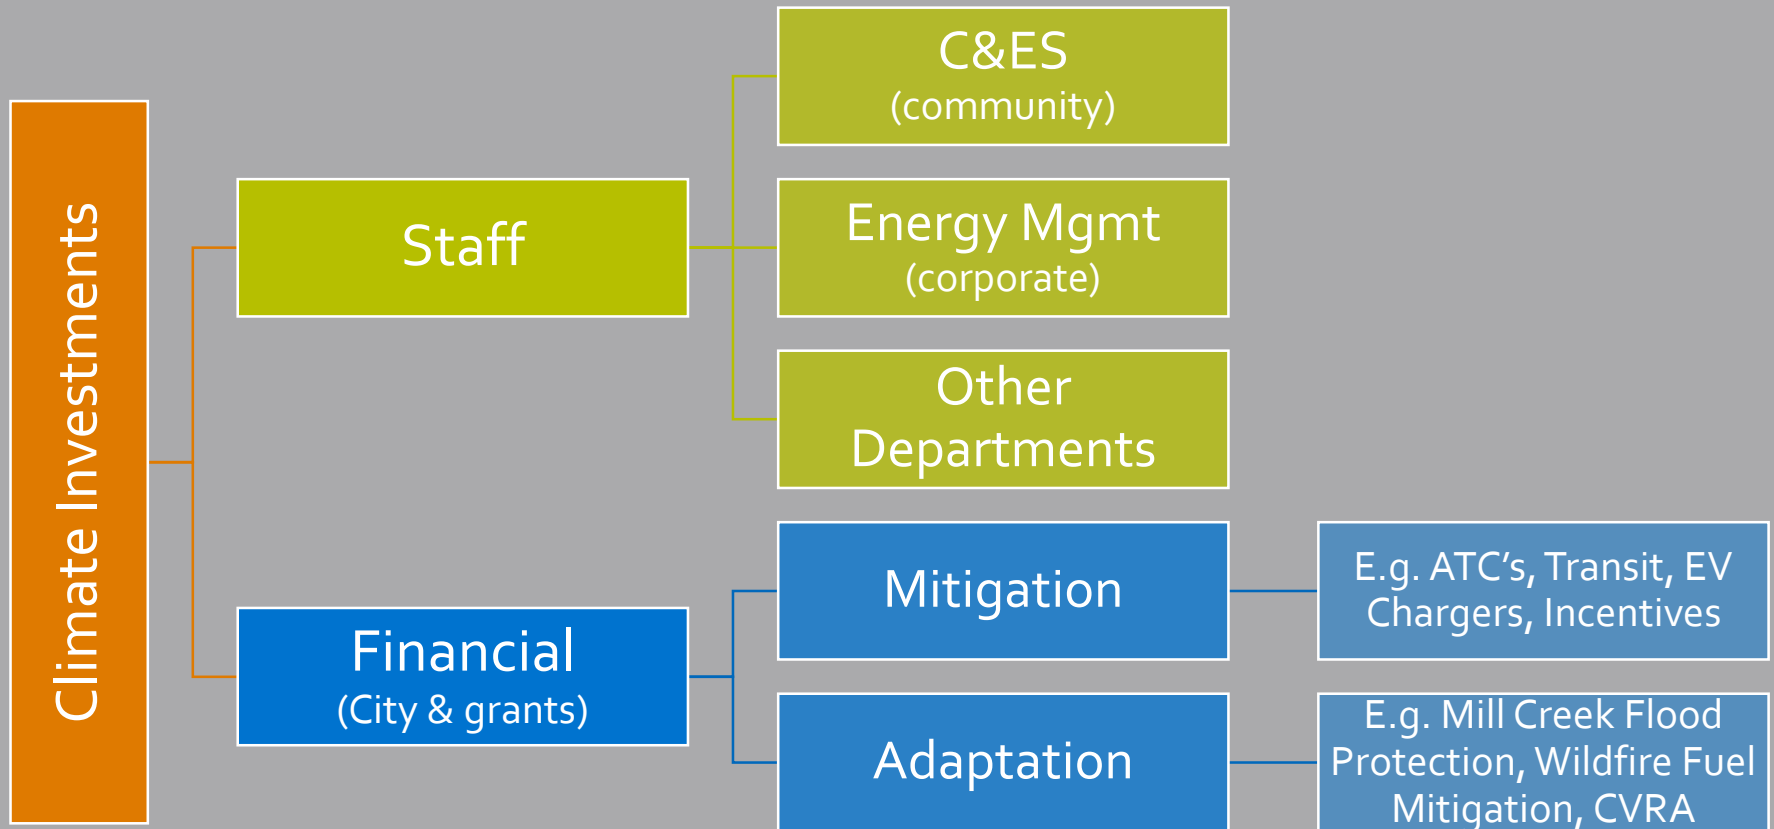 Climate Investments
Staff
C&ES
(community)
Energy Mgmt
(corporate)
Other
Departments
Financial
(City & grants)
Mitigation
E.g. ATC’s, Transit, EV
Chargers, Incentives
Adaptation
E.g. Mill Creek Flood
Protection, Wildfire Fuel
Mitigation, CVRA